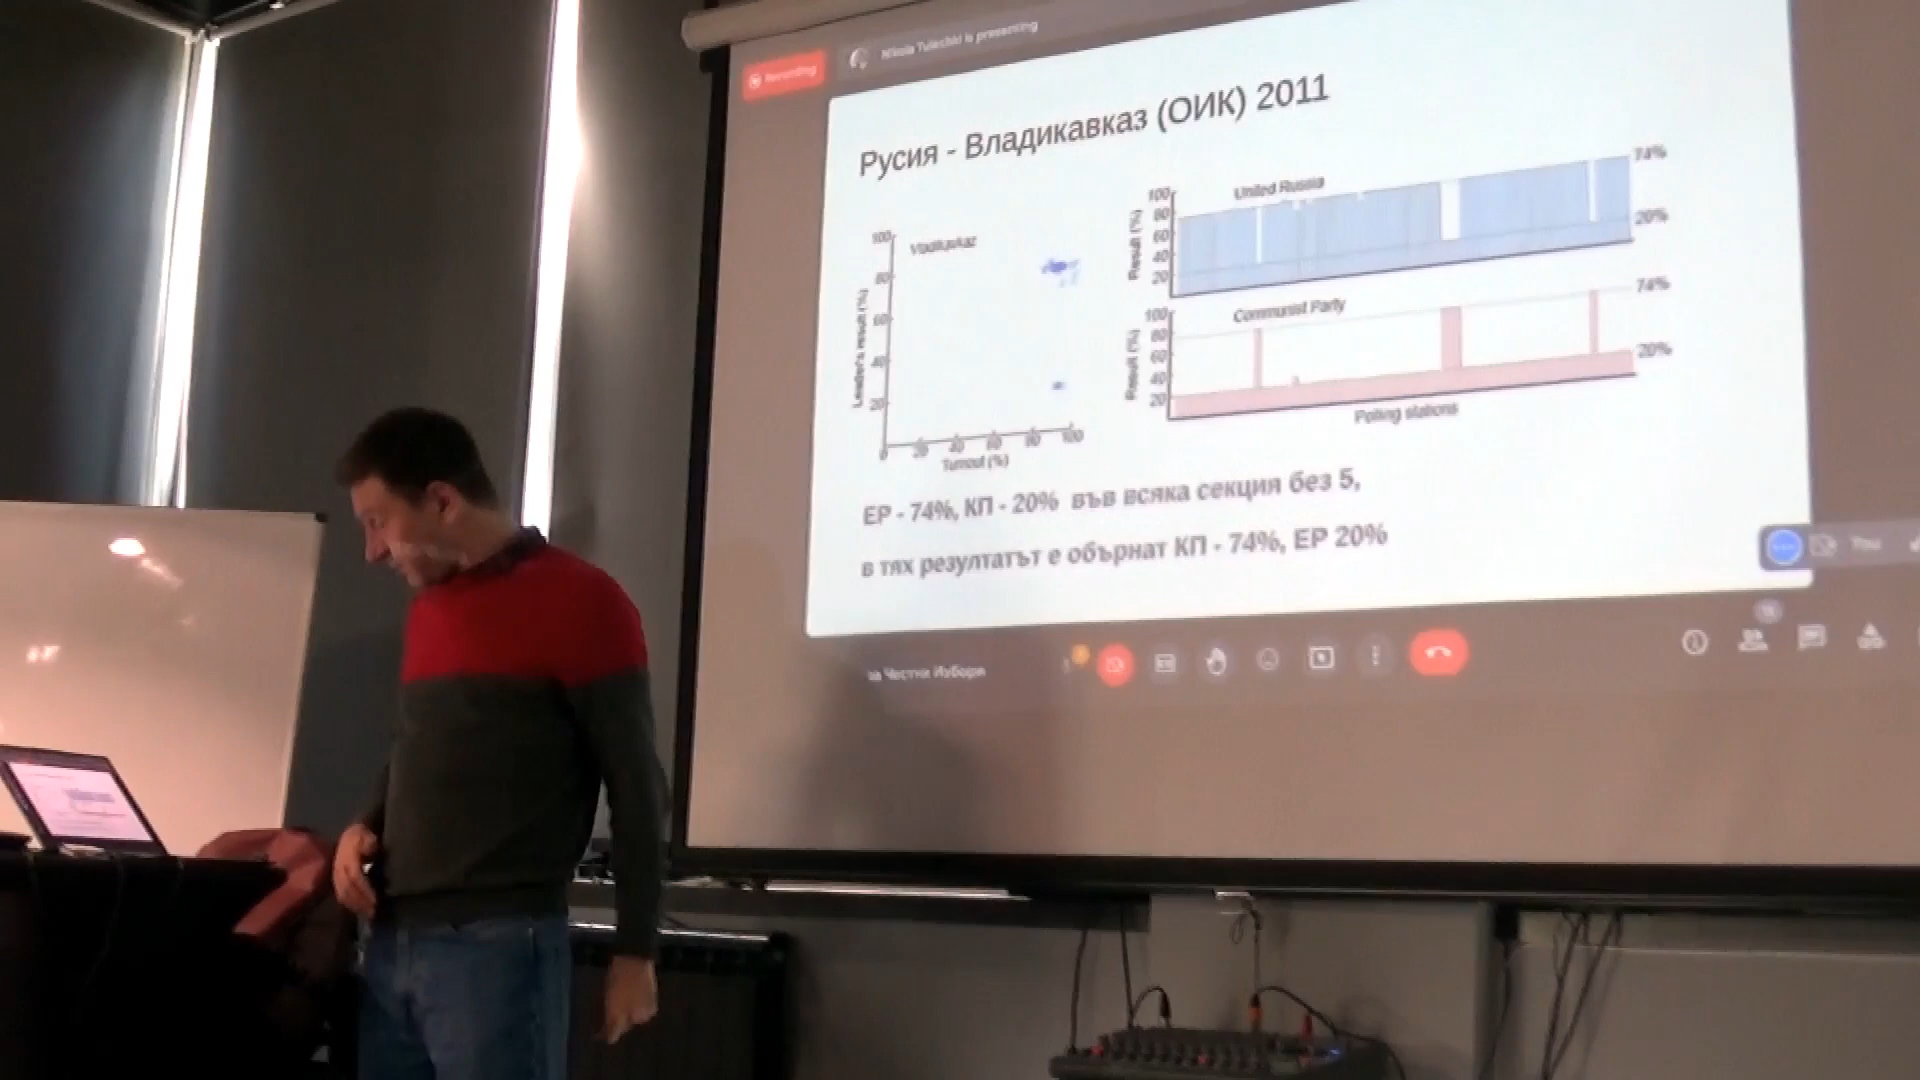 Recording
Nikola Tulechki is presenting
Русия - Владикавказ (ОИК) 2011
Vladikavkaz
100
80
60
40
20
Leader's result (%)
0 20 40 60 80 100
Turnout (%)
United Russia
100
80
60
40
20
Result (%)
74%
20%
Communist Party
100
80
60
40
20
Result (%)
74%
20%
Polling stations
ЕР - 74%, КП - 20% във всяка секция без 5,
в тях резултатът е обърнат КП - 74%, ЕР 20%
You
за Честни Избори